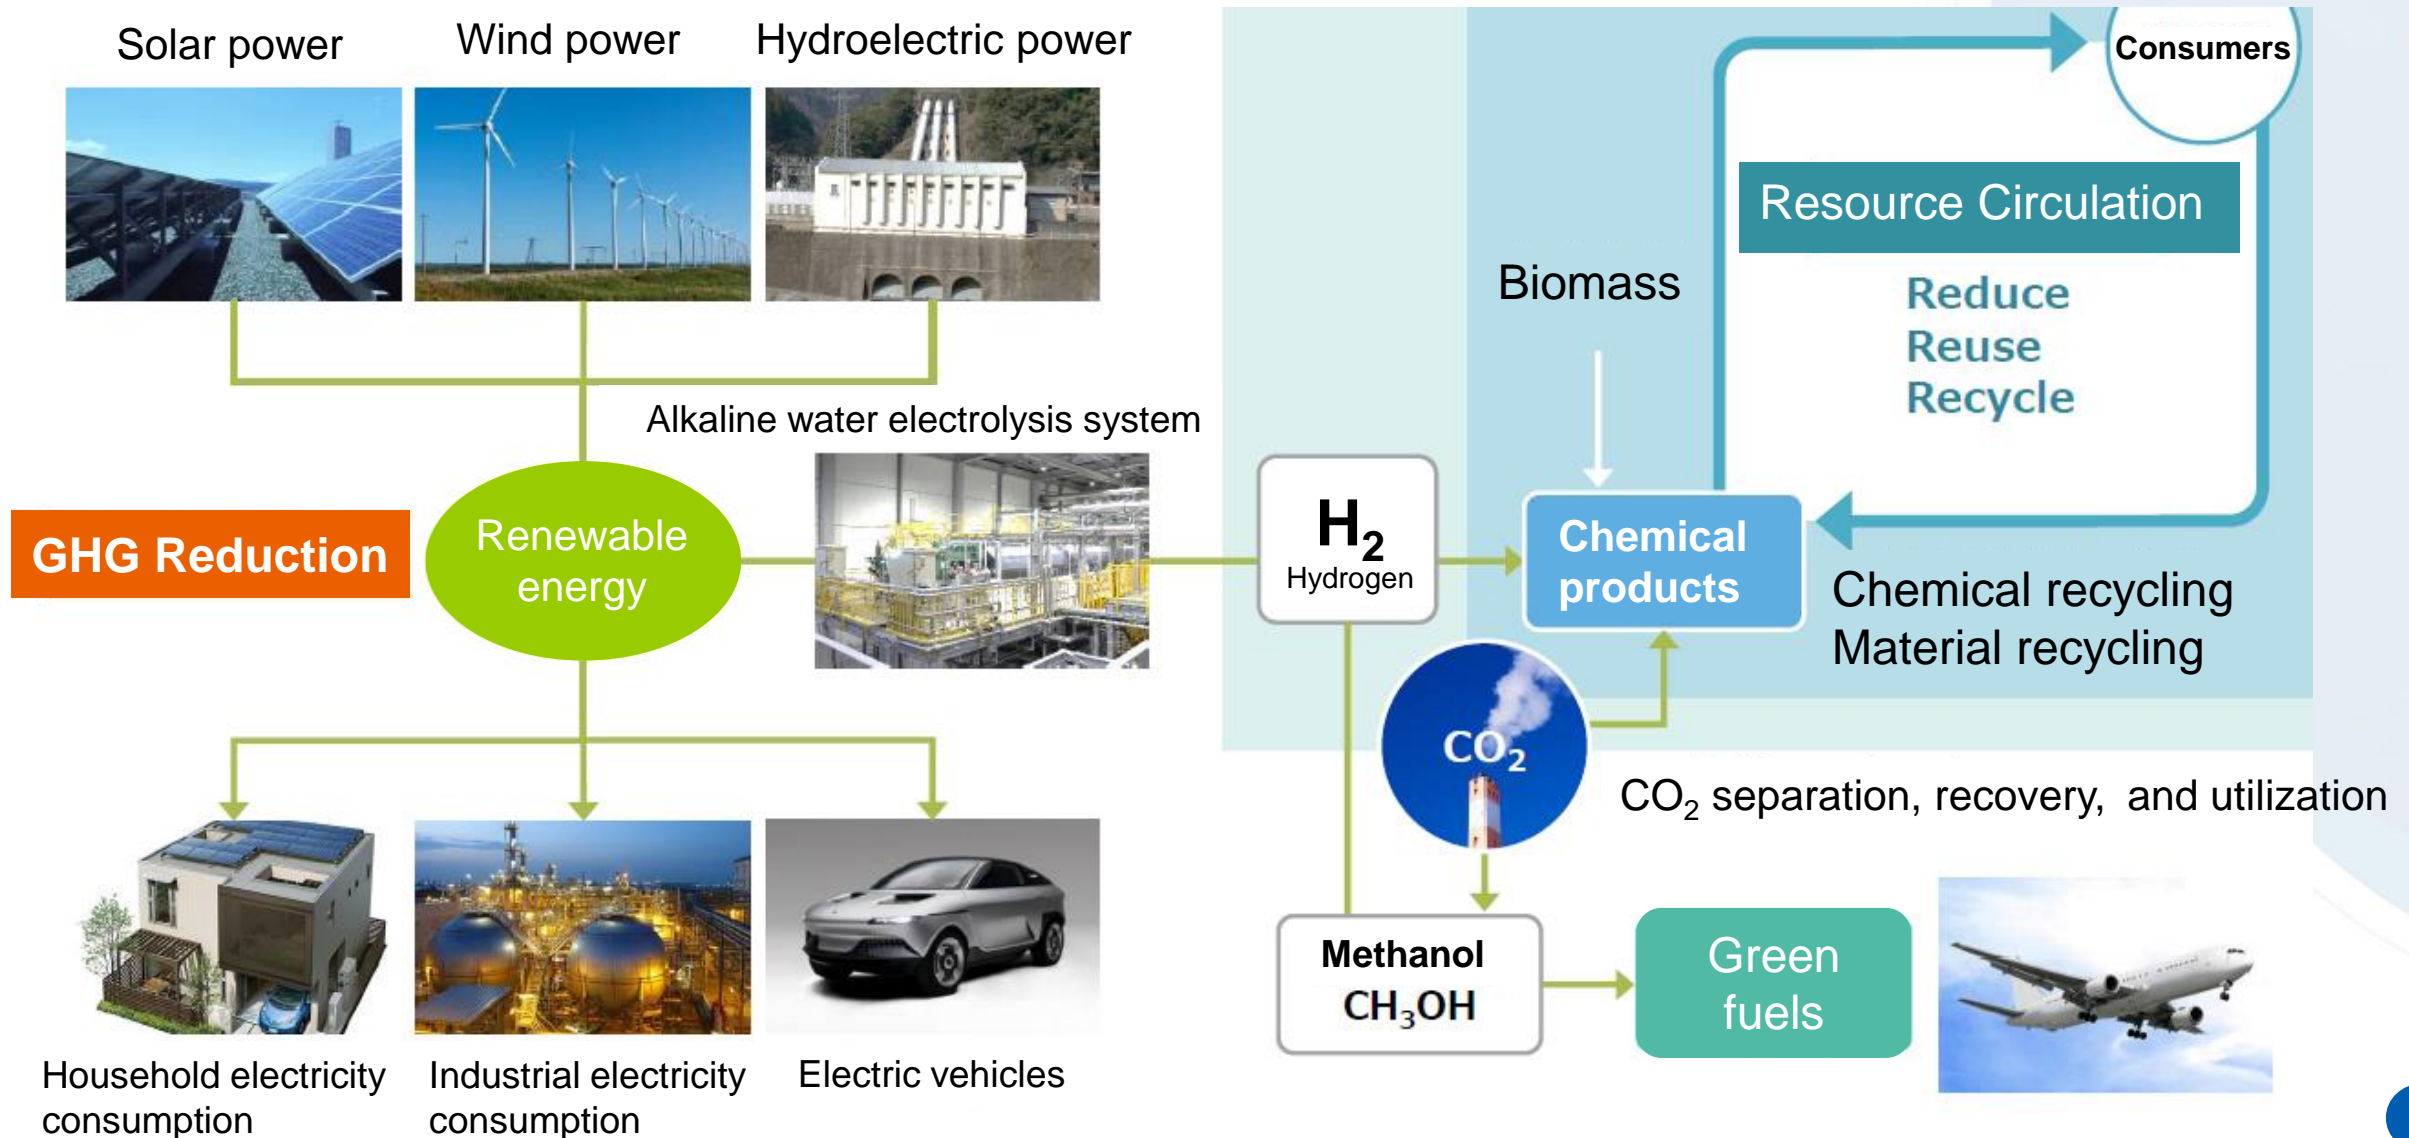 Solar power
Wind power
Hydroelectric power
Consumers
Resource Circulation
Reduce
Reuse
Recycle
Biomass
Alkaline water electrolysis system
GHG Reduction
Renewable
energy
H₂
Hydrogen
Chemical
products
Chemical recycling
Material recycling
CO₂
CO₂ separation, recovery, and utilization
Methanol
CH₃OH
Green
fuels
Household electricity
consumption
Industrial electricity
consumption
Electric vehicles